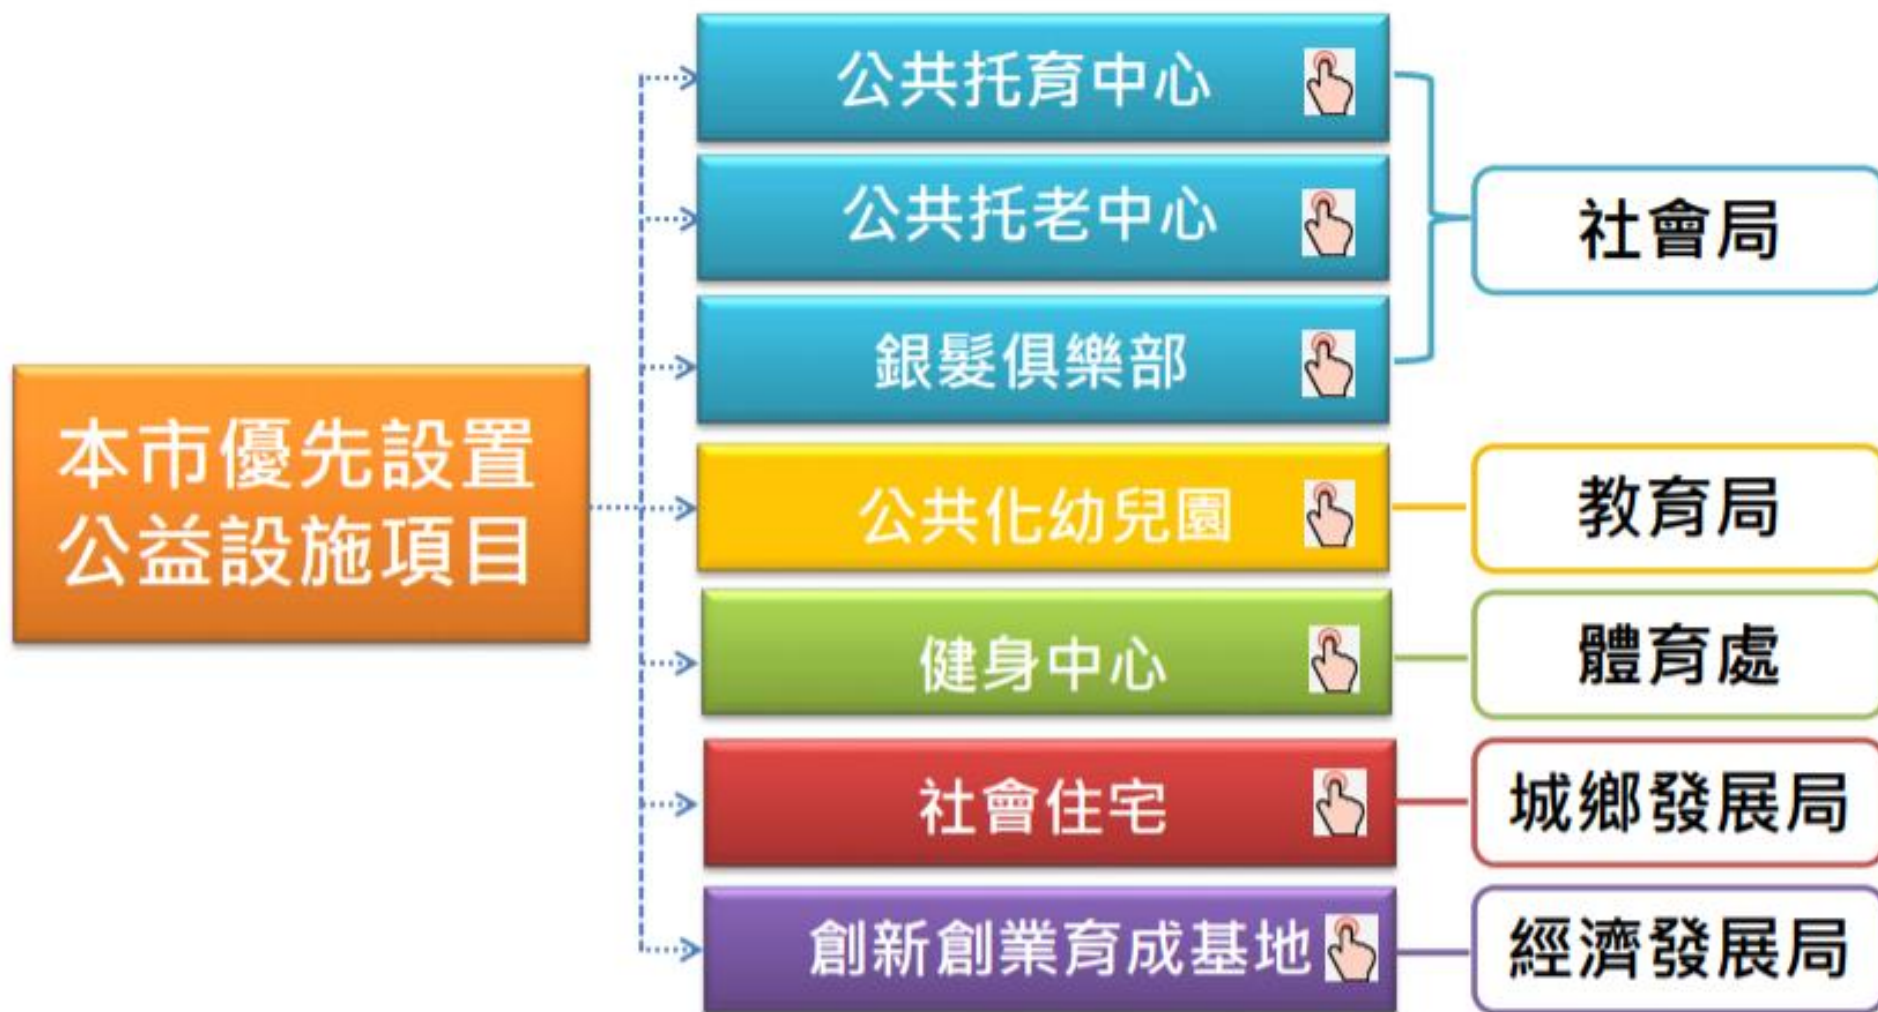 本市優先設置
公益設施項目
公共托育中心
公共托老中心
銀髮俱樂部
社會局
公共化幼兒園
教育局
健身中心
體育處
社會住宅
城鄉發展局
創新創業育成基地
經濟發展局